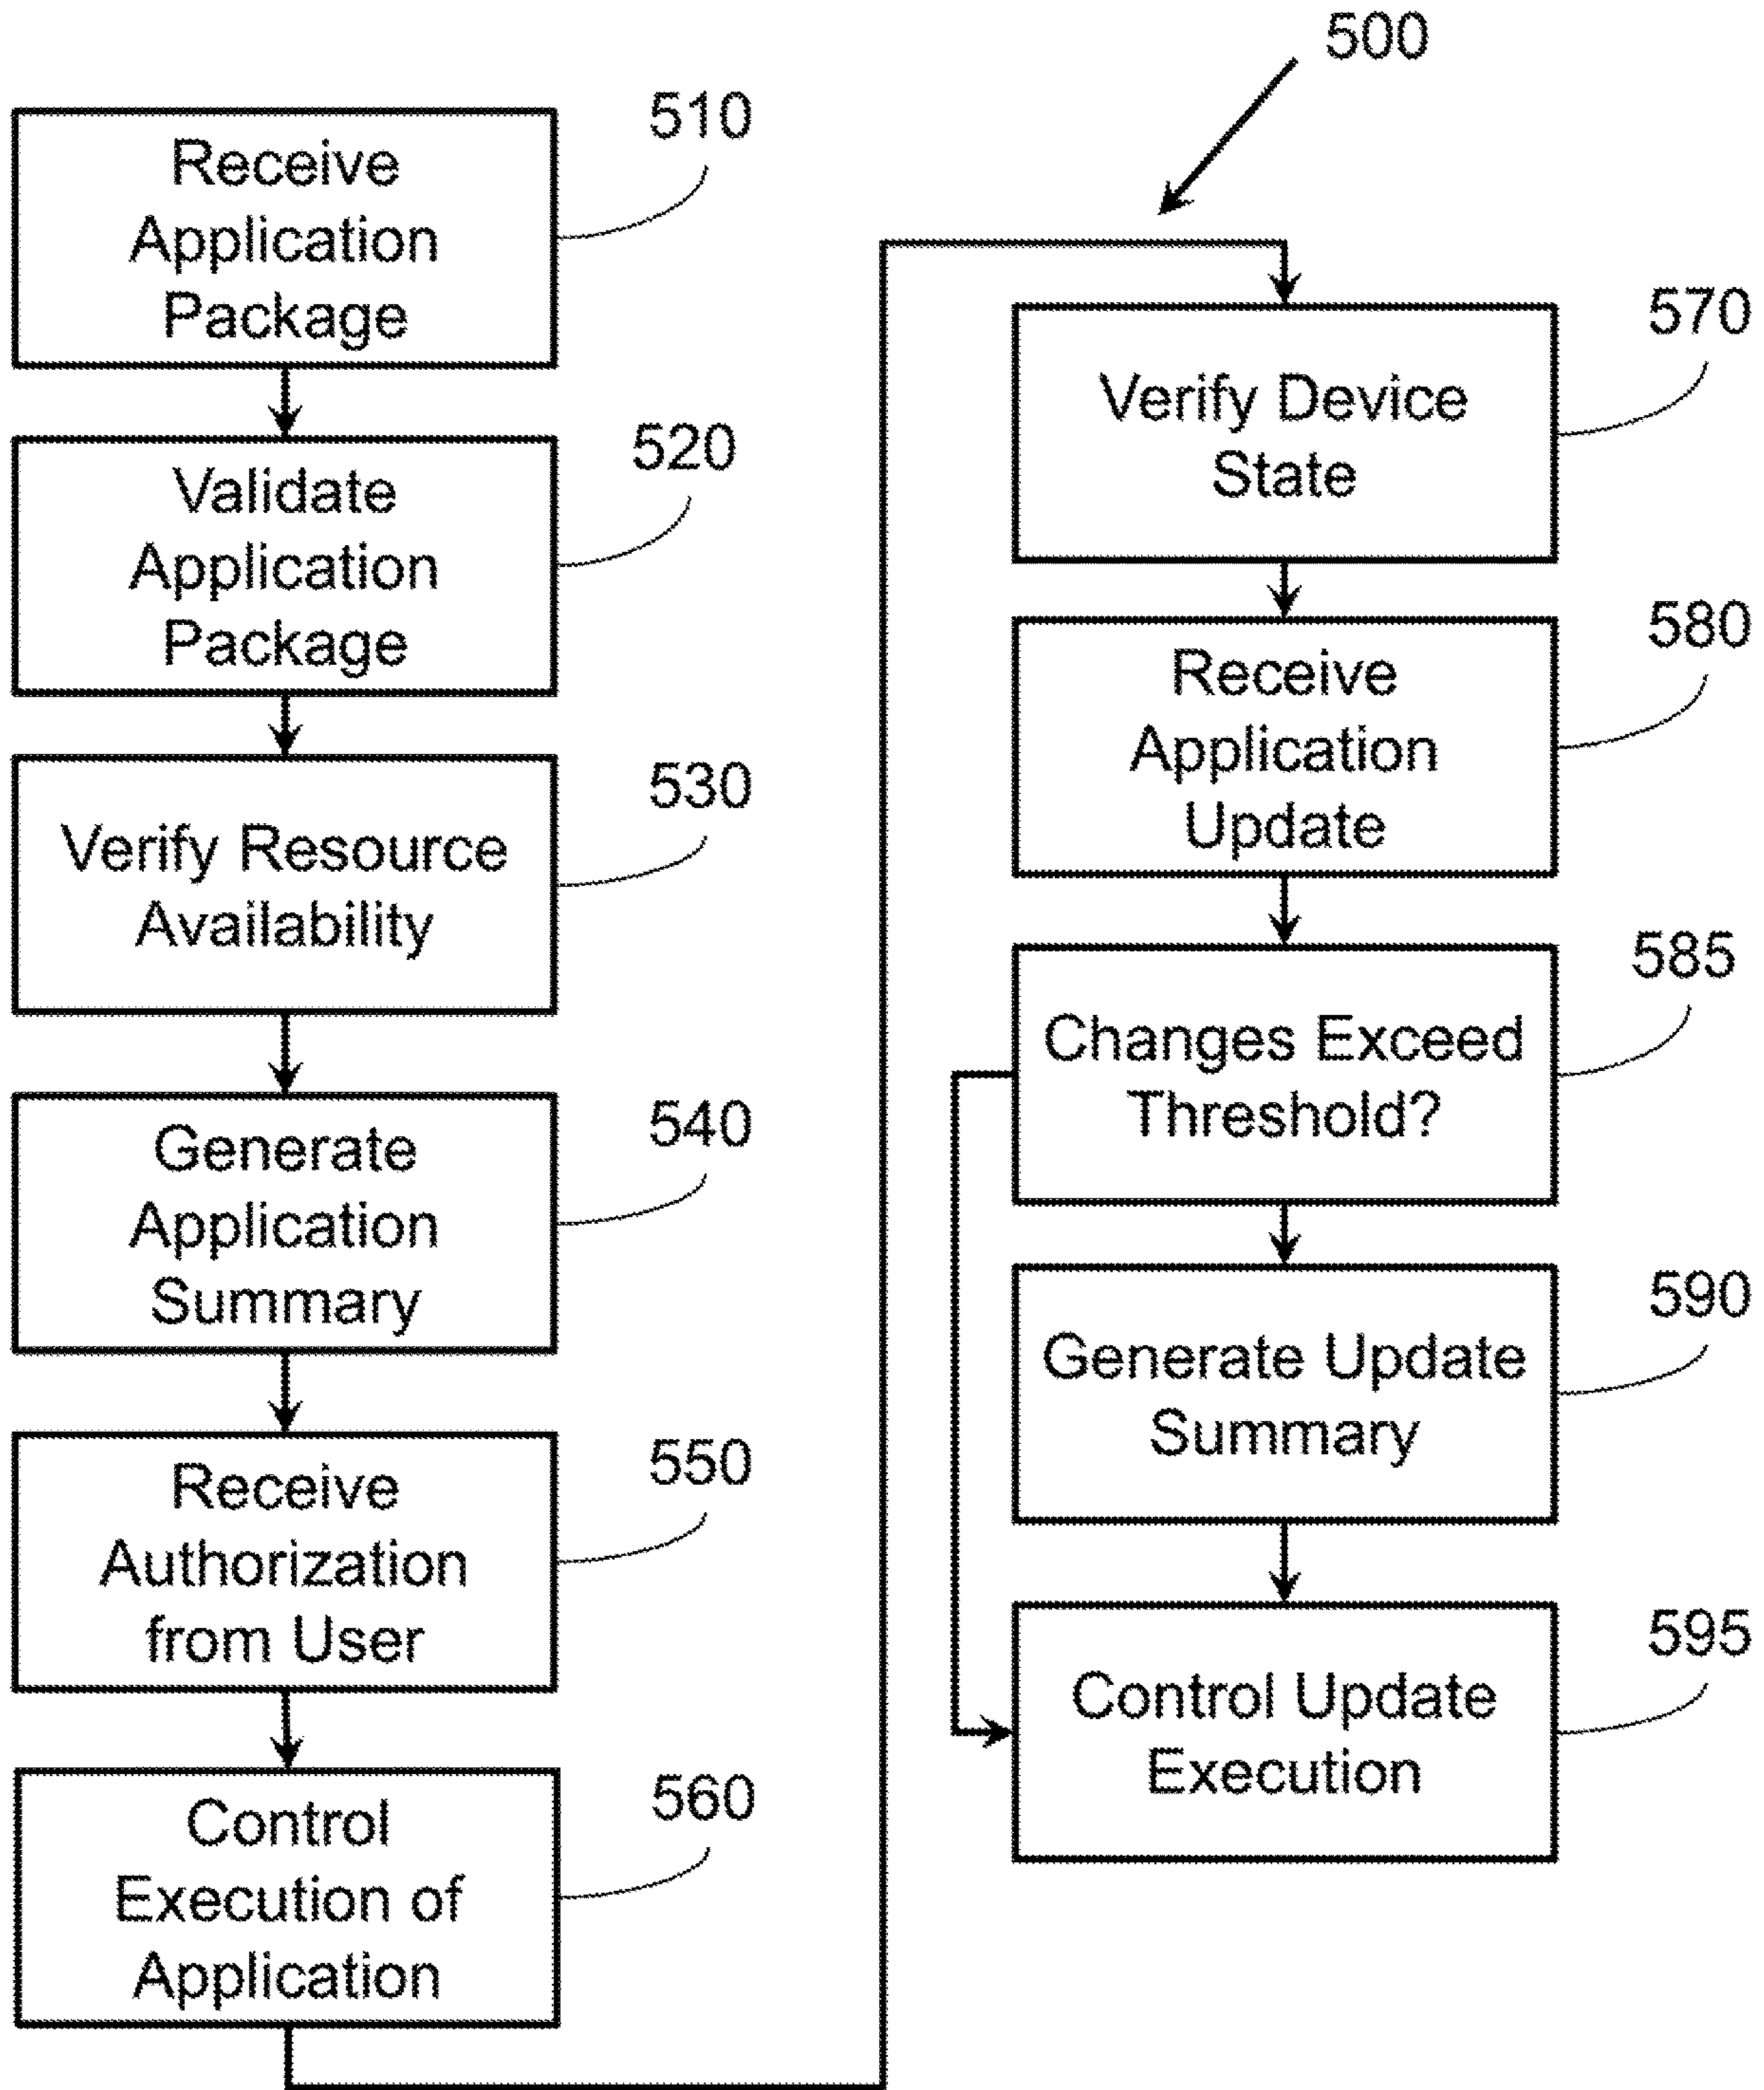 500
510
Receive
Application
Package
520
Validate
Application
Package
530
Verify Resource
Availability
540
Generate
Application
Summary
550
Receive
Authorization
from User
560
Control
Execution of
Application
570
Verify Device
State
580
Receive
Application
Update
585
Changes Exceed
Threshold?
590
Generate Update
Summary
595
Control Update
Execution